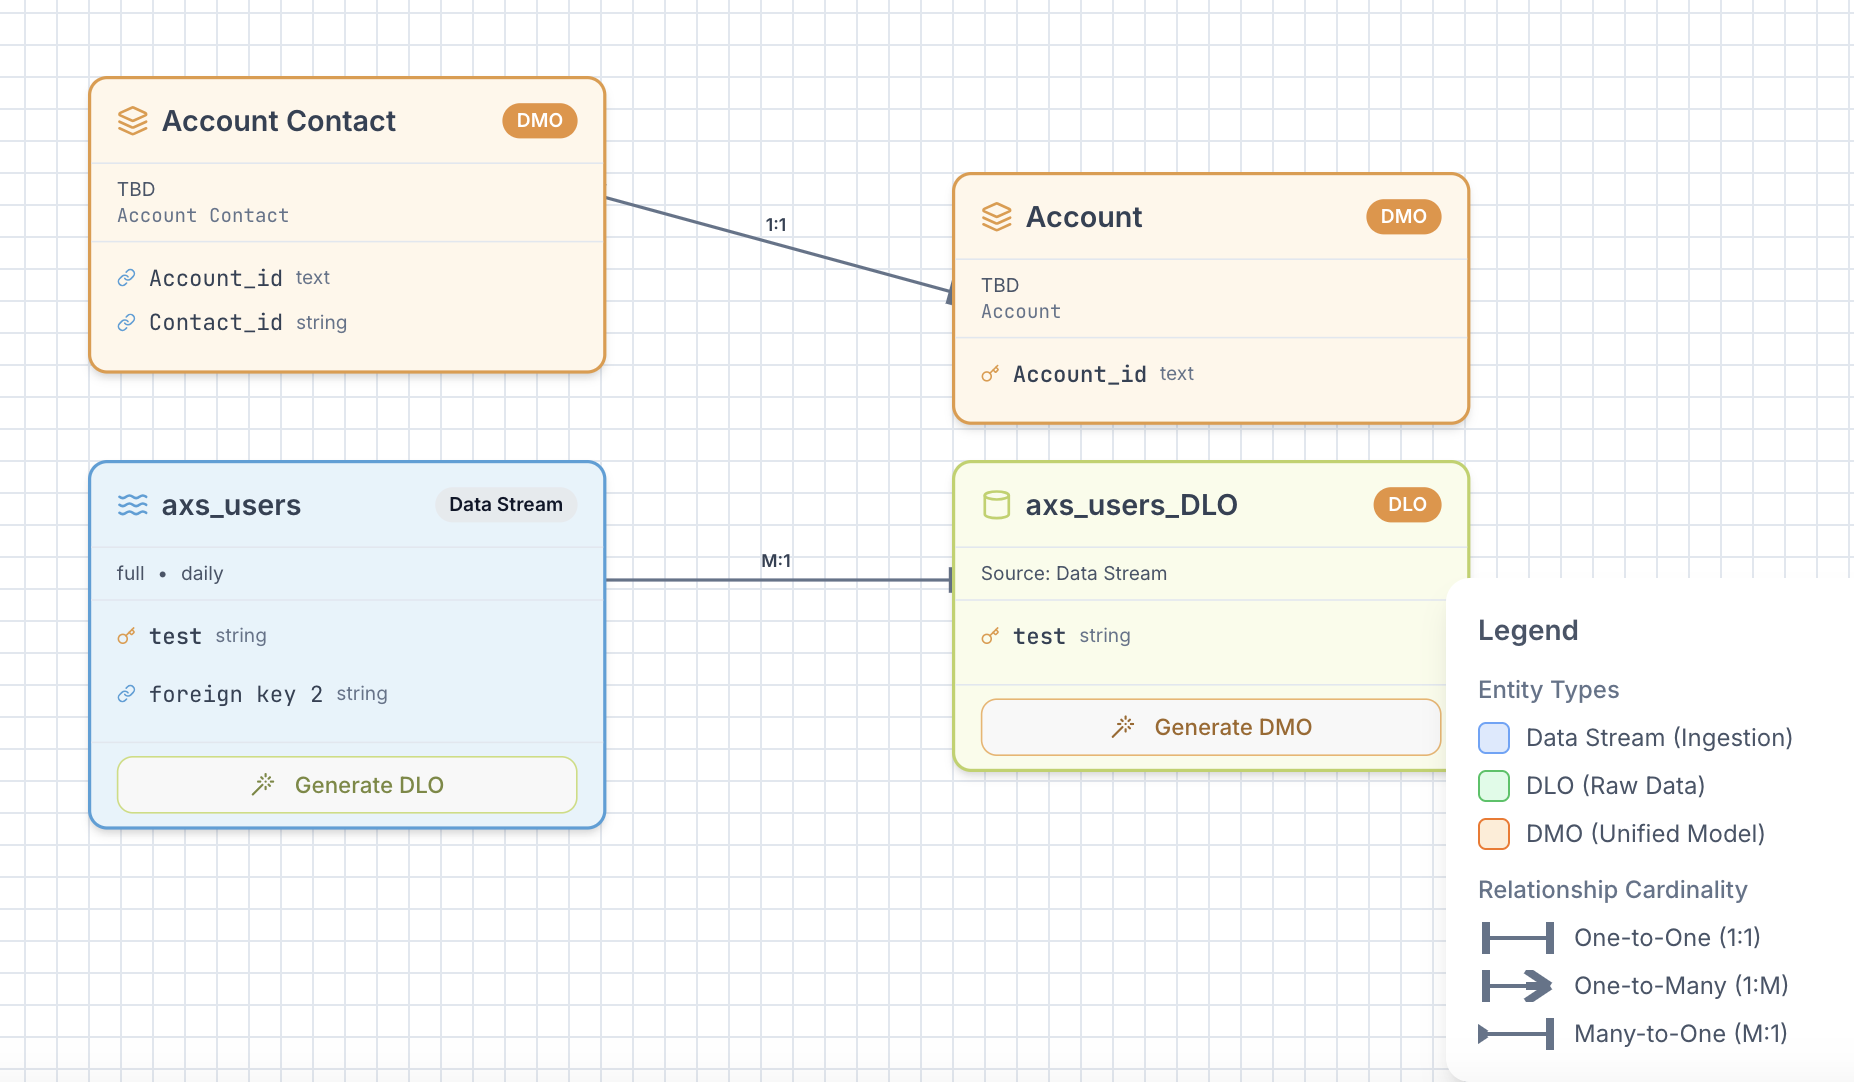 Account Contact DMO
TBD
Account Contact
Account_id text
Contact_id string
1:1
Account DMO
TBD
Account
Account_id text
axs_users Data Stream
full • daily
test string
foreign key 2 string
Generate DLO
M:1
axs_users_DLO DLO
Source: Data Stream
test string
Generate DMO
Legend
Entity Types
Data Stream (Ingestion)
DLO (Raw Data)
DMO (Unified Model)
Relationship Cardinality
One-to-One (1:1)
One-to-Many (1:M)
Many-to-One (M:1)